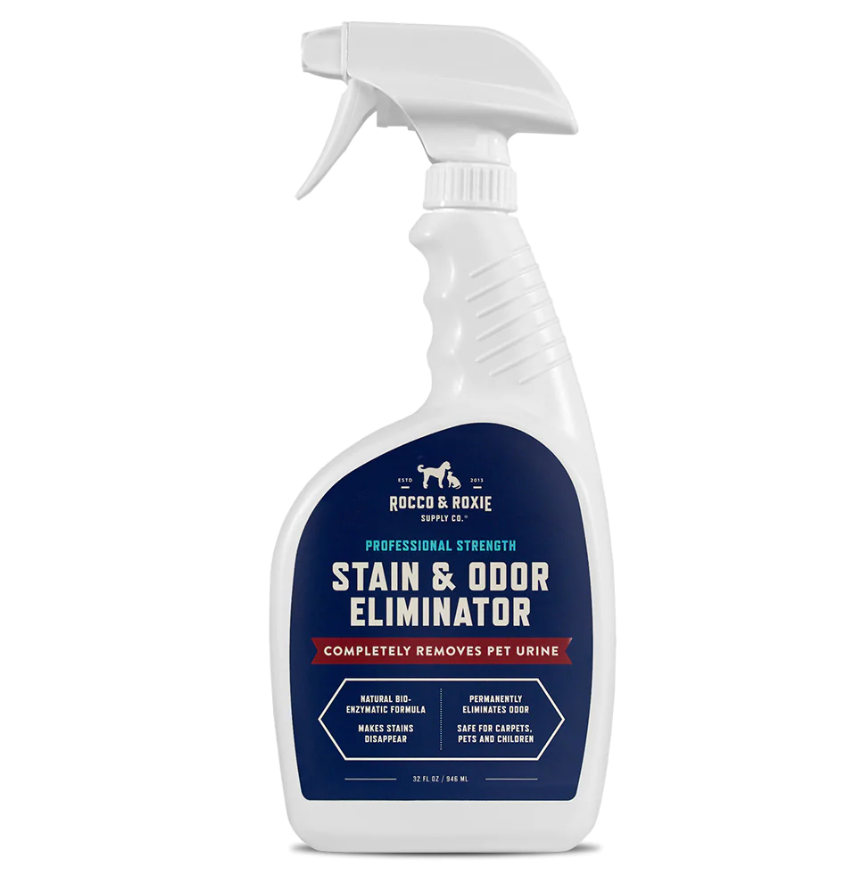 ESTD 2013
ROCCO & ROXIE
SUPPLY CO.®
PROFESSIONAL STRENGTH
STAIN & ODOR
ELIMINATOR
COMPLETELY REMOVES PET URINE
NATURAL BIO-
ENZYMATIC FORMULA
MAKES STAINS
DISAPPEAR
PERMANENTLY
ELIMINATES ODOR
SAFE FOR CARPETS,
PETS AND CHILDREN
32 FL OZ / 946 ML